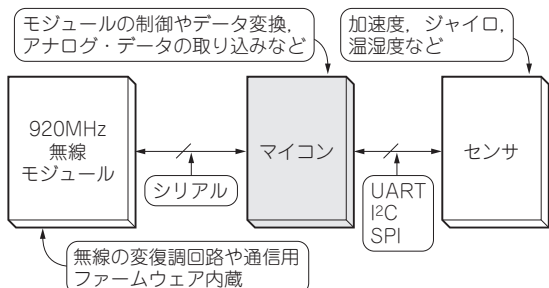 モジュールの制御やデータ変換，
アナログ・データの取り込みなど
加速度，ジャイロ，
温湿度など
920MHz
無線
モジュール
シリアル
マイコン
UART
I²C
SPI
センサ
無線の変復調回路や通信用
ファームウェア内蔵